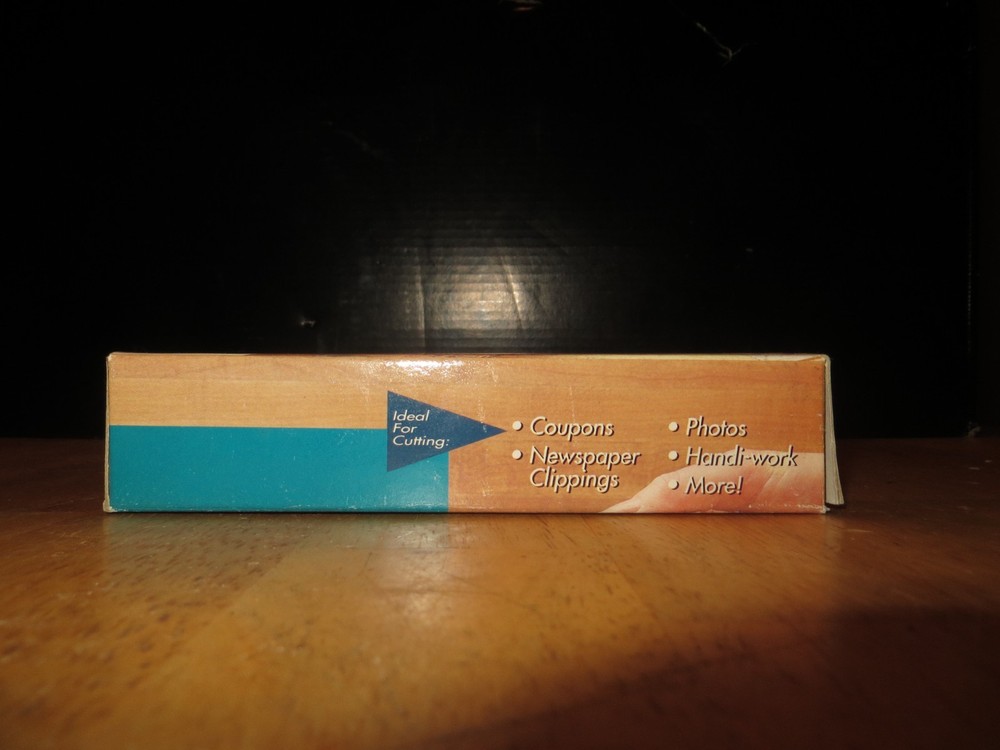 Ideal
For
Cutting:
• Coupons
• Newspaper
Clippings
• Photos
• Handi-work
• More!